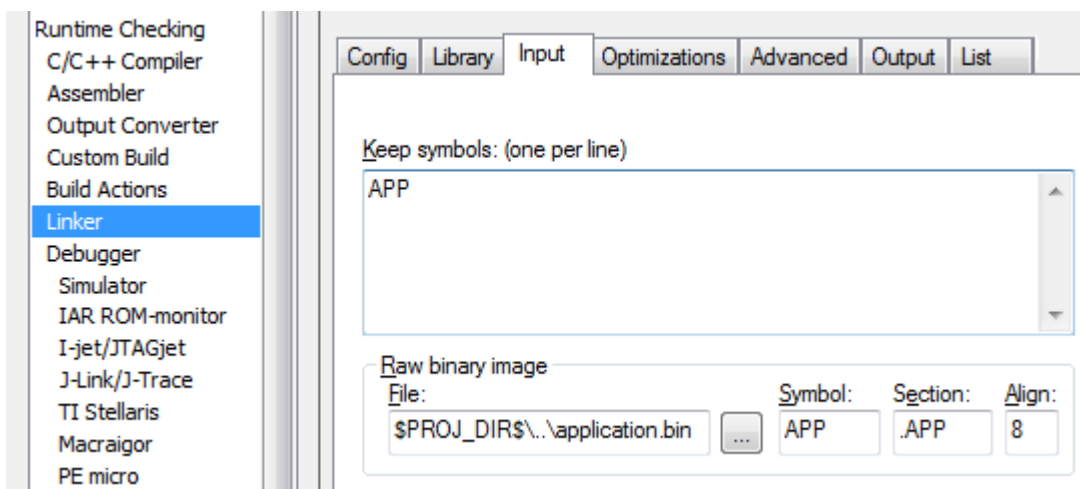 Runtime Checking
C/C++ Compiler
Assembler
Output Converter
Custom Build
Build Actions
Linker
Debugger
Simulator
IAR ROM-monitor
I-jet/JTAGjet
J-Link/J-Trace
TI Stellaris
Macraigor
PE micro
Config Library Input Optimizations Advanced Output List
Keep symbols: (one per line)
APP
Raw binary image
File: Symbol: Section: Align:
$PROJ_DIR$\..\application.bin ... APP .APP 8